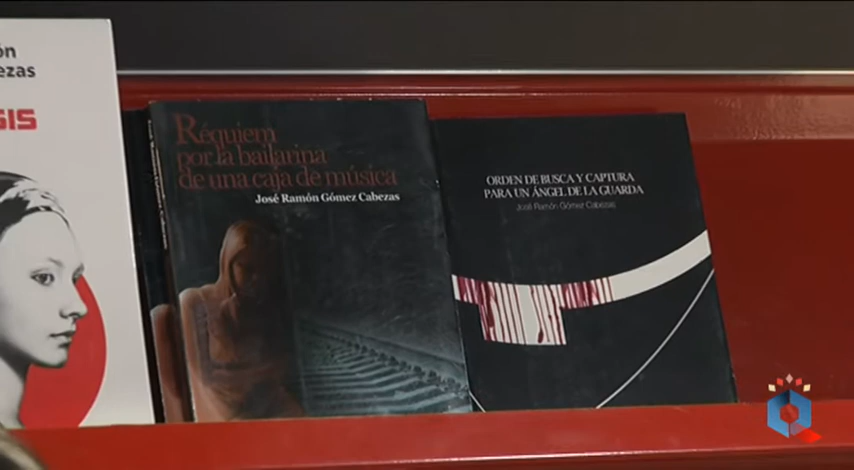 ón
ezas
SIS
Réquiem
por la bailarina
de una caja de música
José Ramón Gómez Cabezas
ORDEN DE BUSCA Y CAPTURA
PARA UN ÁNGEL DE LA GUARDA
José Ramón Gómez Cabezas